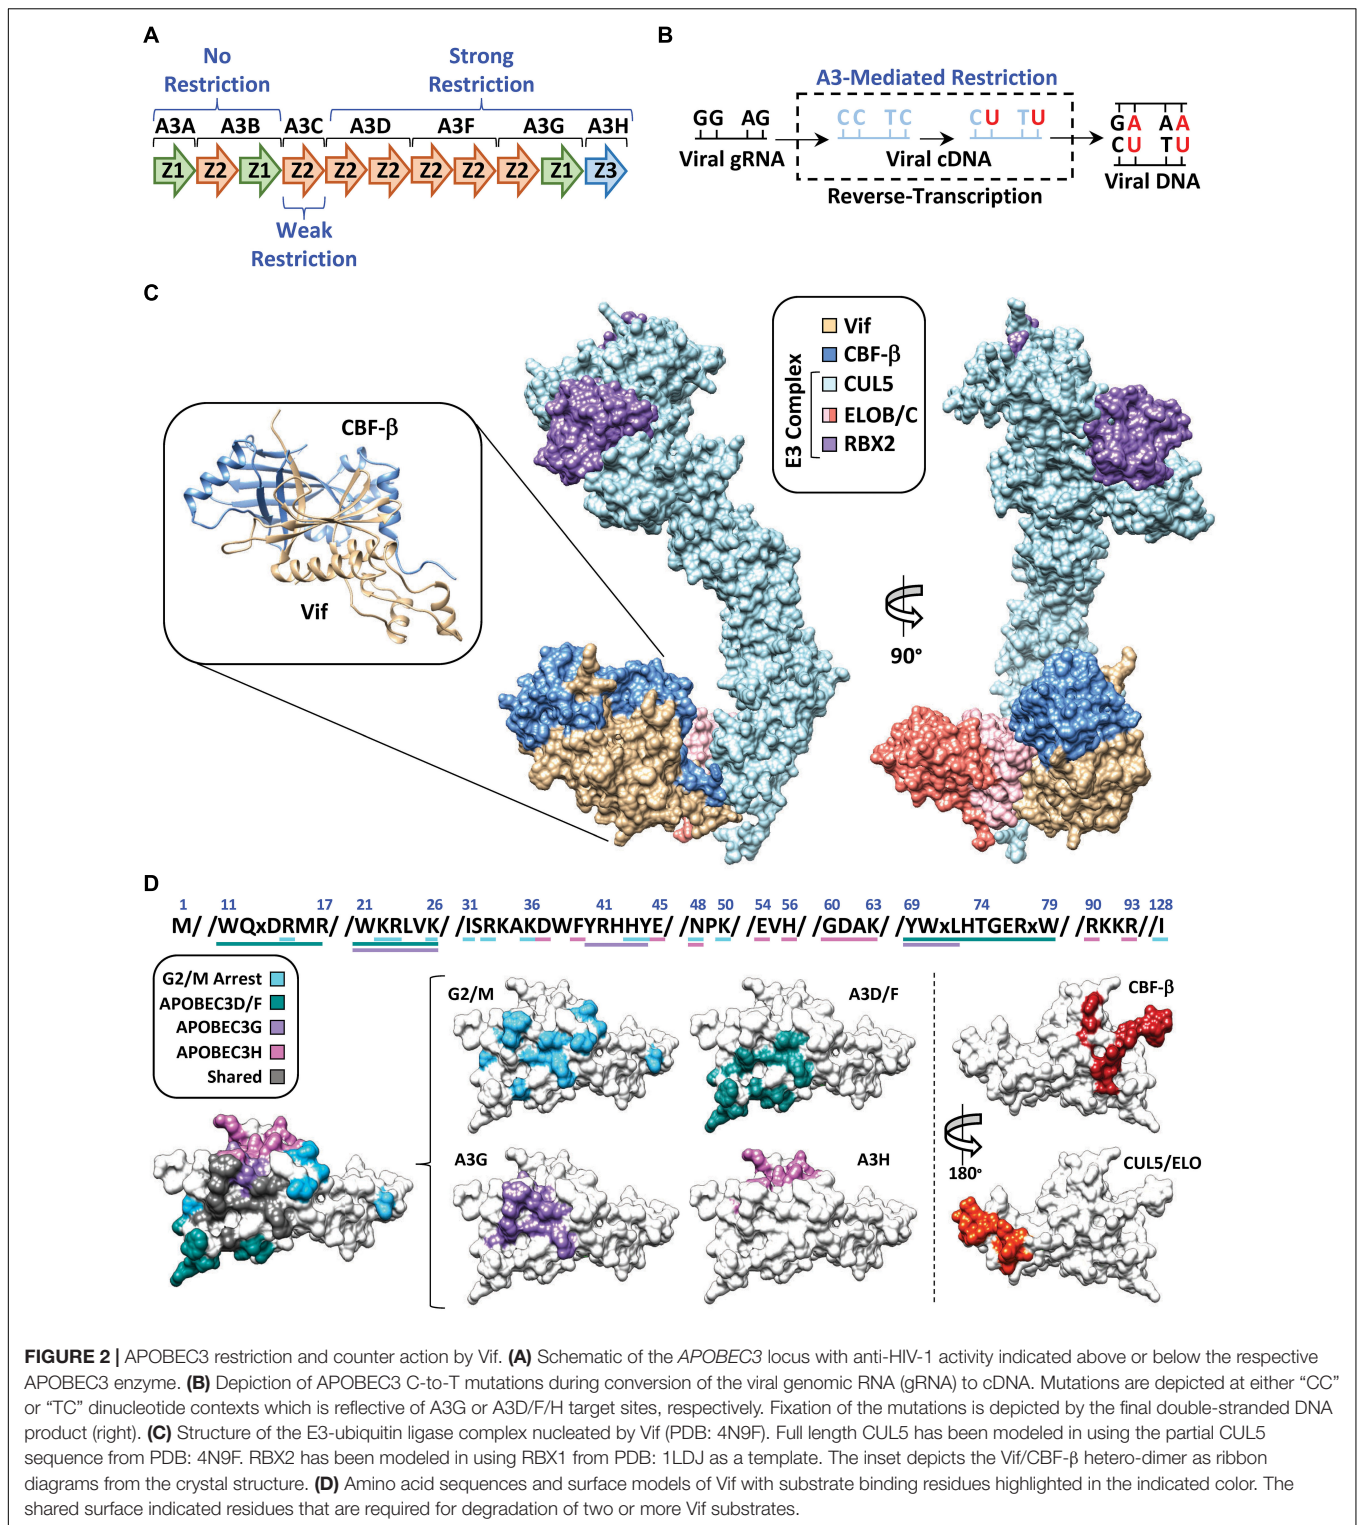 A
No
Restriction
Strong
Restriction
A3A A3B A3C A3D A3F A3G A3H
Z1 Z2 Z1 Z2 Z2 Z2 Z2 Z2 Z2 Z1 Z3
Weak
Restriction
B
A3-Mediated Restriction
GG AG
Viral gRNA
CC TC
CU TU
Viral cDNA
Reverse-Transcription
GA AA
CU TU
Viral DNA
C
CBF-β
Vif
Vif
CBF-β
CUL5
ELOB/C
RBX2
E3 Complex
90°
D
1 11 17 21 26 31 36 41 45 48 50 54 56 60 63 69 74 79 90 93 128
M/ /WQxDRMR/ /WKRLVK/ /ISRKAKDWFYRHHYE/ /NPK/ /EVH/ /GDAK/ /YWxLHTGERxW/ /RKKR//I
G2/M Arrest
APOBEC3D/F
APOBEC3G
APOBEC3H
Shared
G2/M
A3D/F
CBF-β
A3G
A3H
180°
CUL5/ELO
FIGURE 2 | APOBEC3 restriction and counter action by Vif. (A) Schematic of the APOBEC3 locus with anti-HIV-1 activity indicated above or below the respective
APOBEC3 enzyme. (B) Depiction of APOBEC3 C-to-T mutations during conversion of the viral genomic RNA (gRNA) to cDNA. Mutations are depicted at either “CC”
or “TC” dinucleotide contexts which is reflective of A3G or A3D/F/H target sites, respectively. Fixation of the mutations is depicted by the final double-stranded DNA
product (right). (C) Structure of the E3-ubiquitin ligase complex nucleated by Vif (PDB: 4N9F). Full length CUL5 has been modeled in using the partial CUL5
sequence from PDB: 4N9F. RBX2 has been modeled in using RBX1 from PDB: 1LDJ as a template. The inset depicts the Vif/CBF-β hetero-dimer as ribbon
diagrams from the crystal structure. (D) Amino acid sequences and surface models of Vif with substrate binding residues highlighted in the indicated color. The
shared surface indicated residues that are required for degradation of two or more Vif substrates.